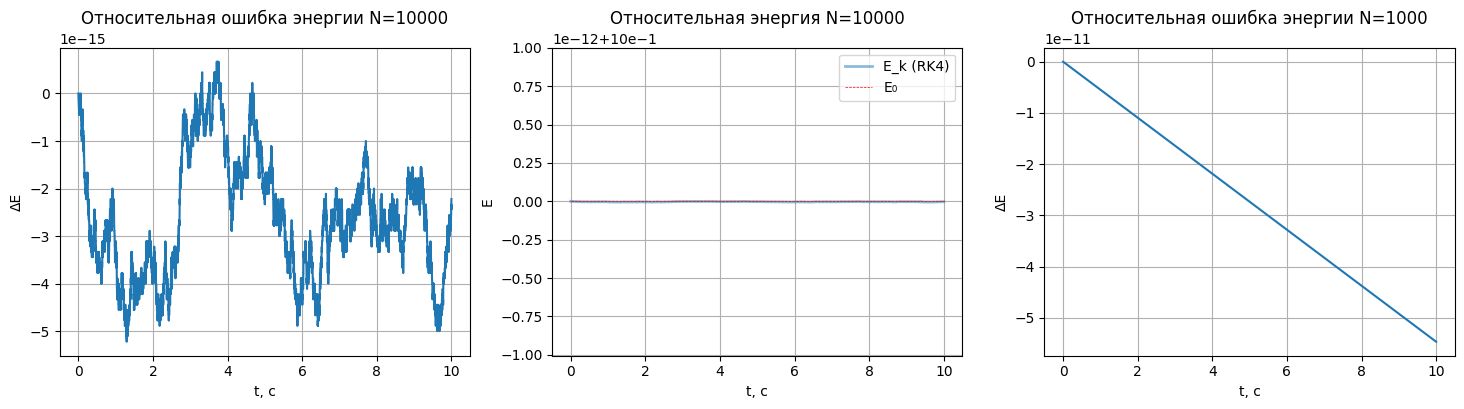 Относительная ошибка энергии N=10000
1e−15
0
−1
−2
−3
−4
−5
ΔE
0 2 4 6 8 10
t, c
Относительная энергия N=10000
1e−12+10e−1
1.00
0.75
0.50
0.25
0.00
−0.25
−0.50
−0.75
−1.00
E
E_k (RK4)
E₀
0 2 4 6 8 10
t, c
Относительная ошибка энергии N=1000
1e−11
0
−1
−2
−3
−4
−5
ΔE
0 2 4 6 8 10
t, c